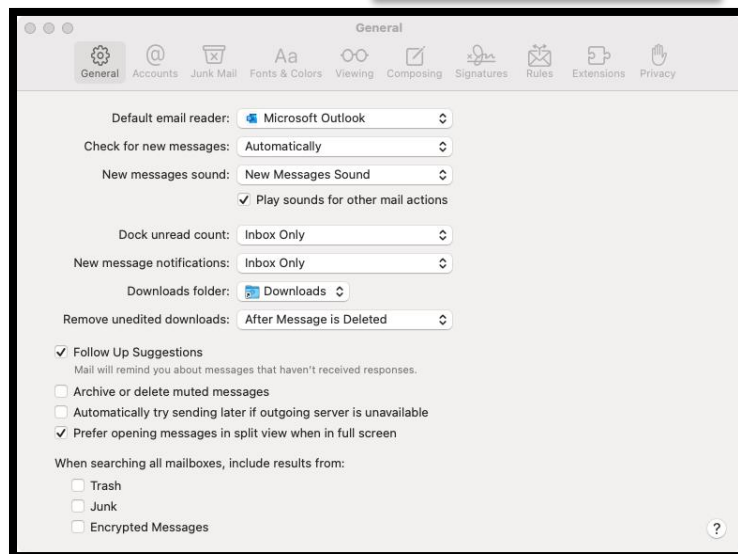 General
General Accounts Junk Mail Fonts & Colors Viewing Composing Signatures Rules Extensions Privacy
Default email reader: Microsoft Outlook
Check for new messages: Automatically
New messages sound: New Messages Sound
Play sounds for other mail actions
Dock unread count: Inbox Only
New message notifications: Inbox Only
Downloads folder: Downloads
Remove unedited downloads: After Message is Deleted
Follow Up Suggestions
Mail will remind you about messages that haven't received responses.
Archive or delete muted messages
Automatically try sending later if outgoing server is unavailable
Prefer opening messages in split view when in full screen
When searching all mailboxes, include results from:
Trash
Junk
Encrypted Messages
?